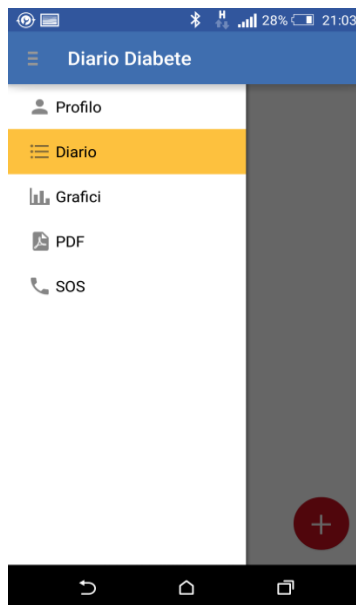 H
28% 21:03
Diario Diabete
Profilo
Diario
Grafici
PDF
SOS